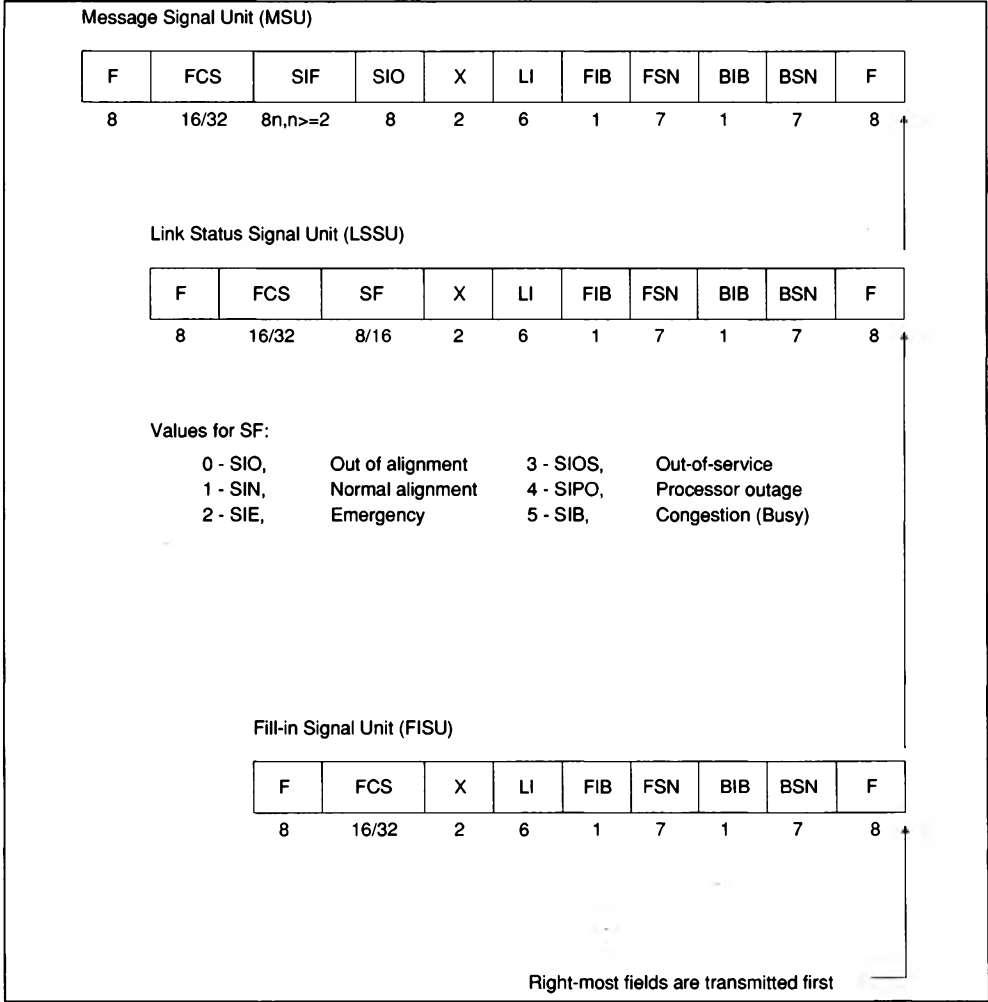 Message Signal Unit (MSU)
F FCS SIF SIO X LI FIB FSN BIB BSN F
8 16/32 8n,n>=2 8 2 6 1 7 1 7 8
Link Status Signal Unit (LSSU)
F FCS SF X LI FIB FSN BIB BSN F
8 16/32 8/16 2 6 1 7 1 7 8
Values for SF:
0 - SIO, Out of alignment 3 - SIOS, Out-of-service
1 - SIN, Normal alignment 4 - SIPO, Processor outage
2 - SIE, Emergency 5 - SIB, Congestion (Busy)
Fill-in Signal Unit (FISU)
F FCS X LI FIB FSN BIB BSN F
8 16/32 2 6 1 7 1 7 8
Right-most fields are transmitted first